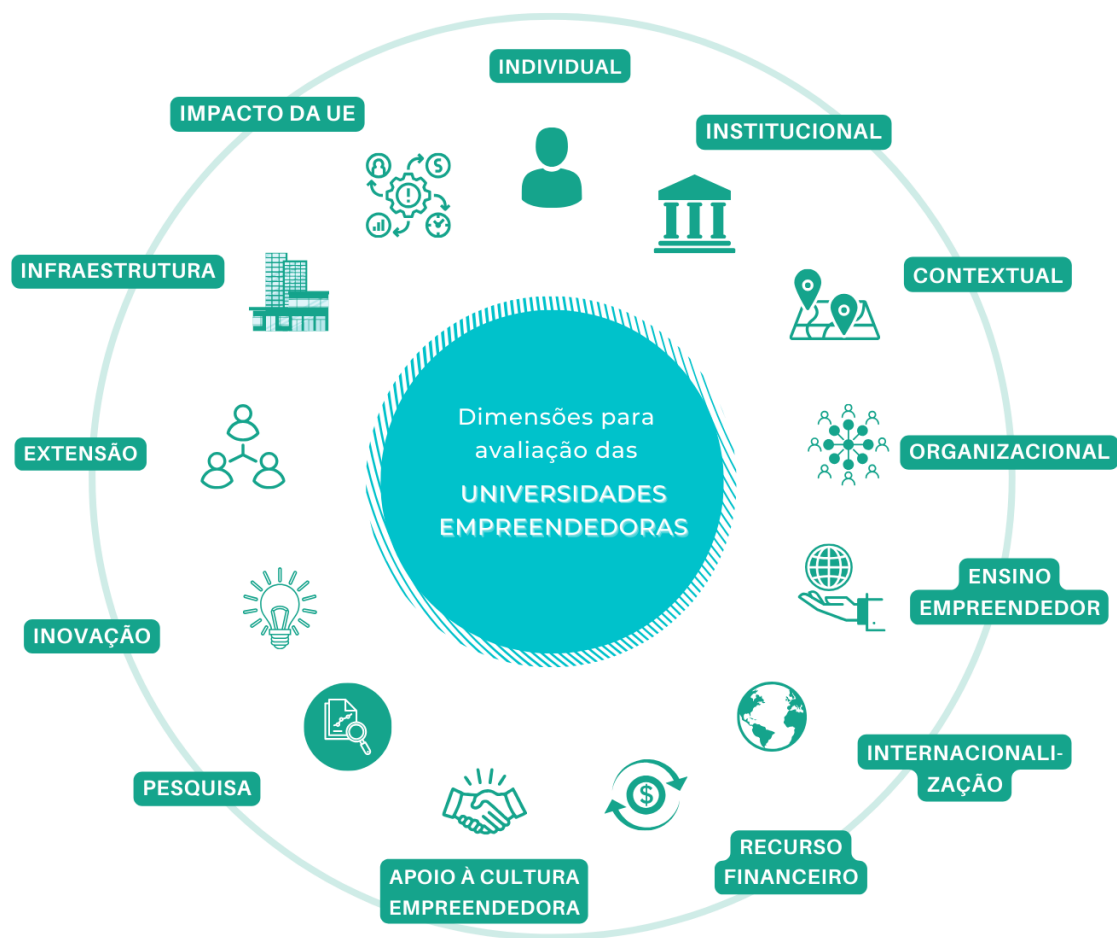 INDIVIDUAL
INSTITUCIONAL
CONTEXTUAL
ORGANIZACIONAL
ENSINO
EMPREENDEDOR
INTERNACIONALI-
ZAÇÃO
RECURSO
FINANCEIRO
APOIO À CULTURA
EMPREENDEDORA
PESQUISA
INOVAÇÃO
EXTENSÃO
INFRAESTRUTURA
IMPACTO DA UE
Dimensões para
avaliação das
UNIVERSIDADES
EMPREENDEDORAS